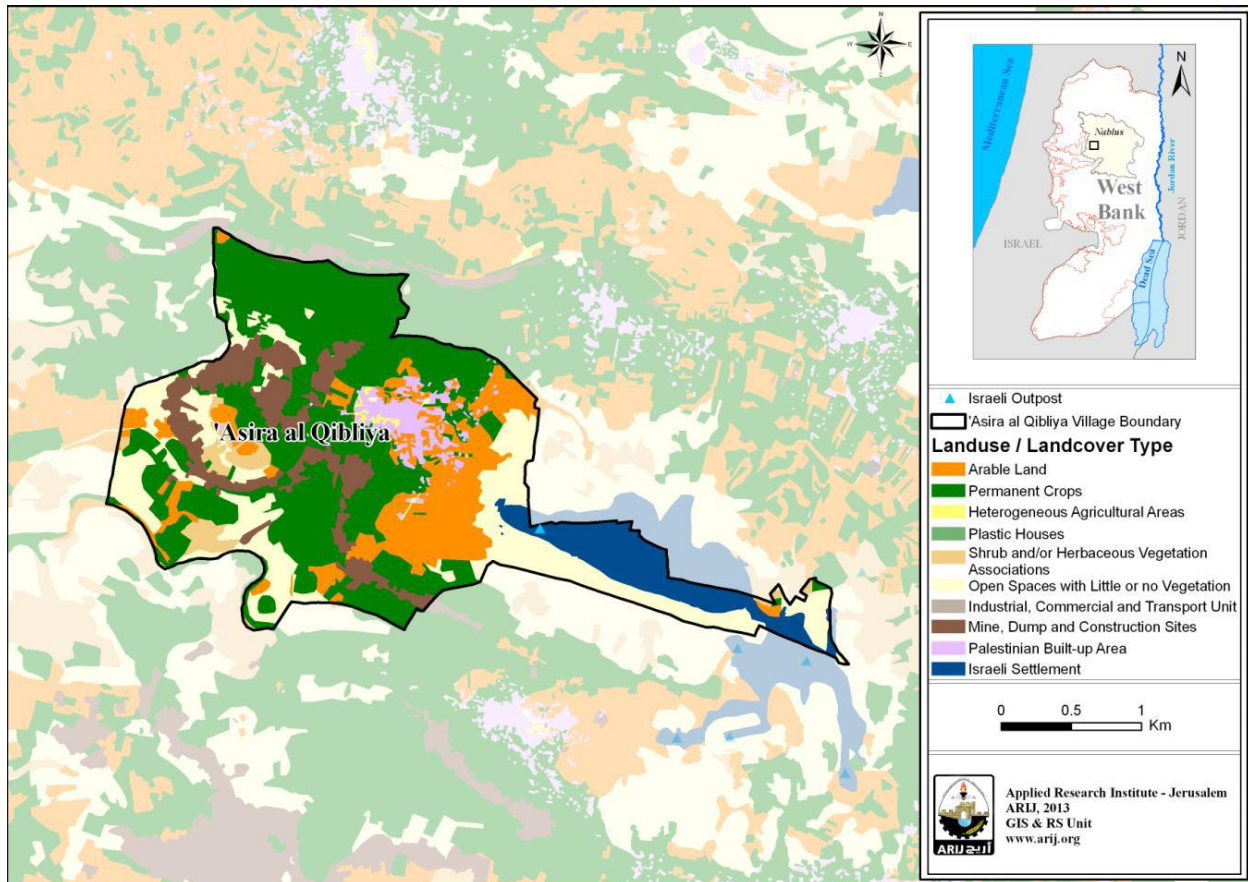 N
W
E
S
'Asira al Qibliya
N
Mediterranean Sea
Nablus
Jordan River
West
Bank
JORDAN
ISRAEL
Dead Sea
Israeli Outpost
'Asira al Qibliya Village Boundary
Landuse / Landcover Type
Arable Land
Permanent Crops
Heterogeneous Agricultural Areas
Plastic Houses
Shrub and/or Herbaceous Vegetation
Associations
Open Spaces with Little or no Vegetation
Industrial, Commercial and Transport Unit
Mine, Dump and Construction Sites
Palestinian Built-up Area
Israeli Settlement
0 0.5 1
Km
Applied Research Institute - Jerusalem
ARIJ, 2013
GIS & RS Unit
www.arij.org
ARIJ أريج